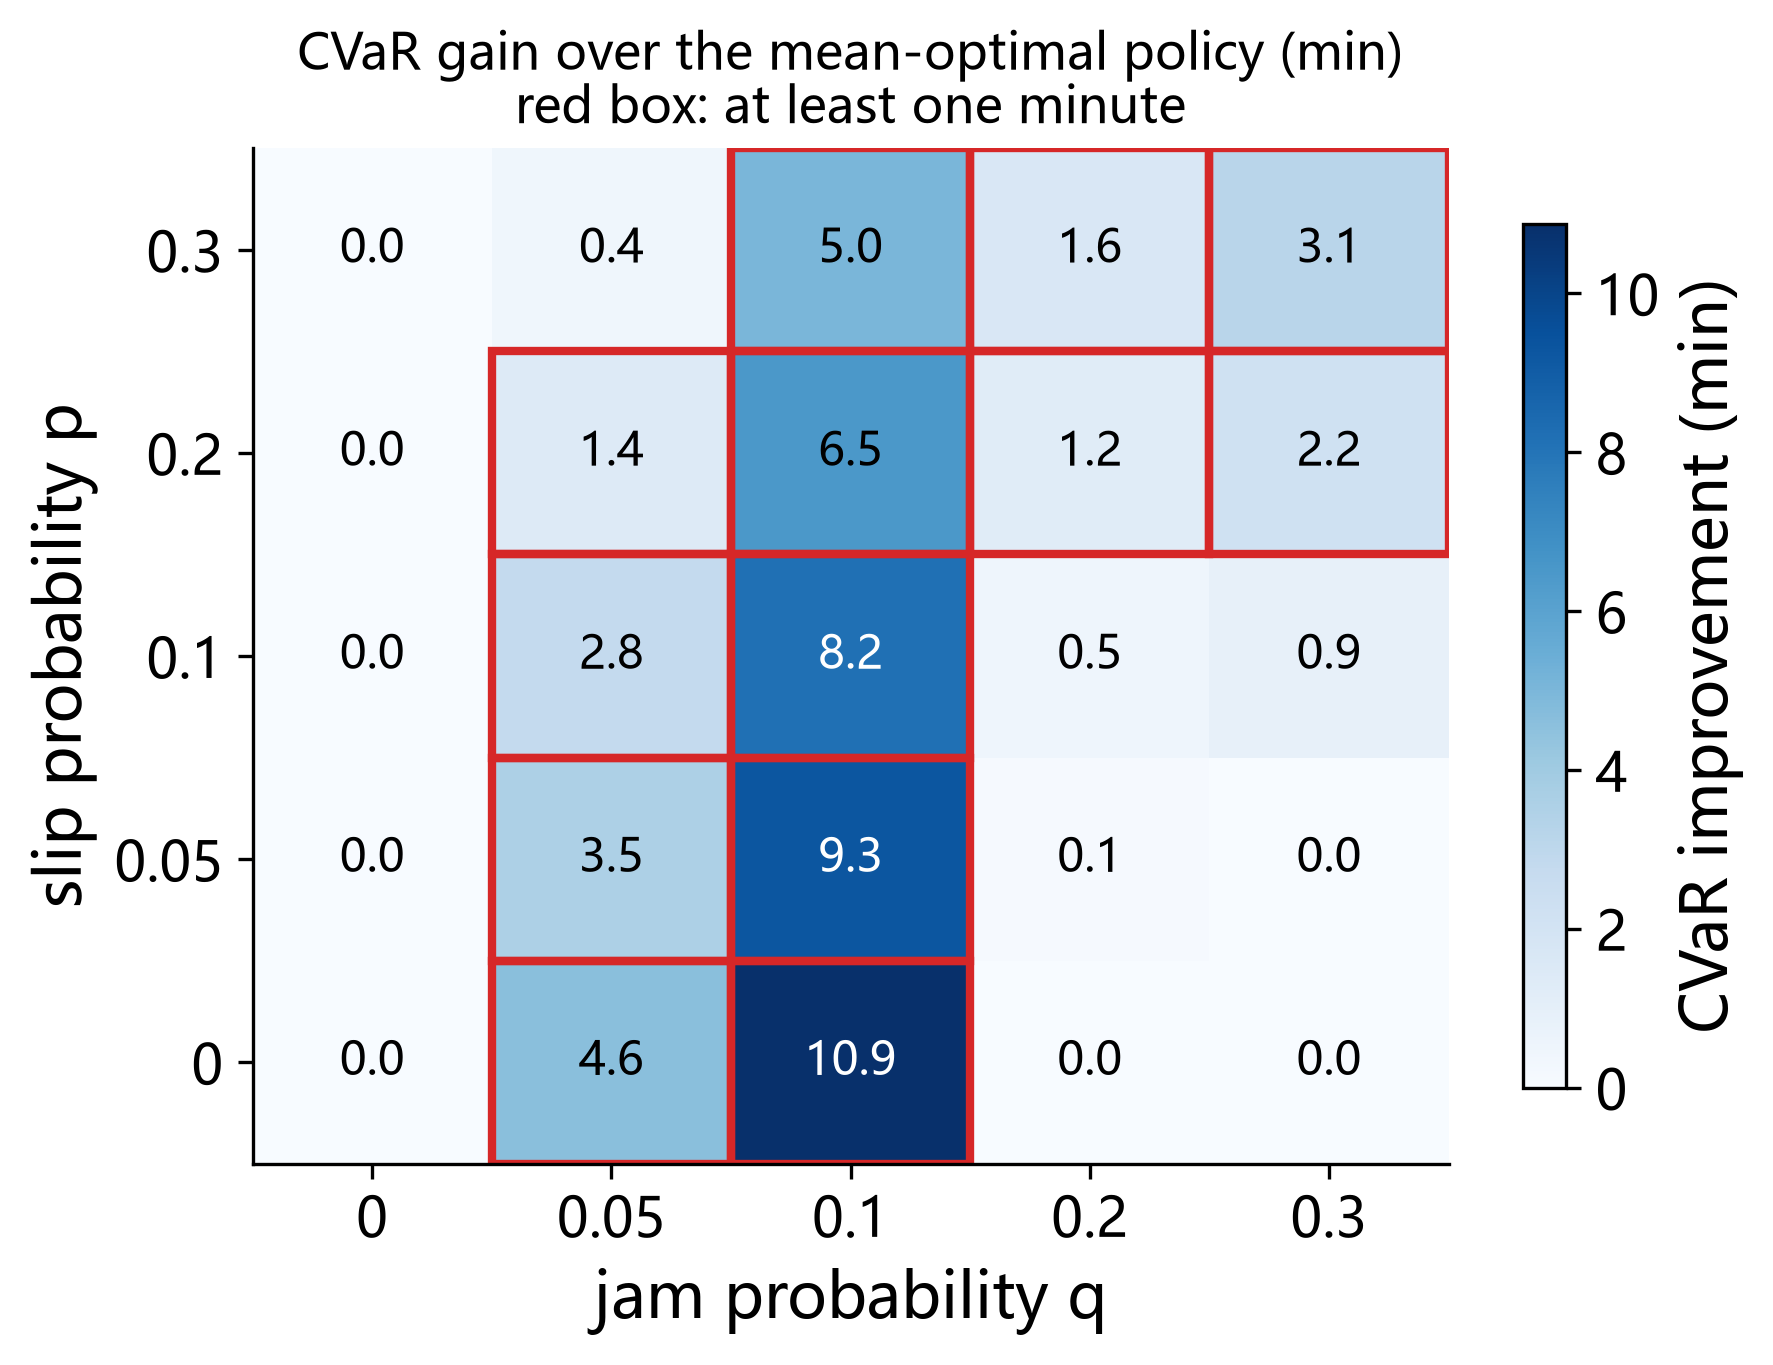 CVaR gain over the mean-optimal policy (min)
red box: at least one minute
slip probability p
0.3 0.0 0.4 5.0 1.6 3.1
0.2 0.0 1.4 6.5 1.2 2.2
0.1 0.0 2.8 8.2 0.5 0.9
0.05 0.0 3.5 9.3 0.1 0.0
0 0.0 4.6 10.9 0.0 0.0
0 0.05 0.1 0.2 0.3
jam probability q
10
8
6
4
2
0
CVaR improvement (min)